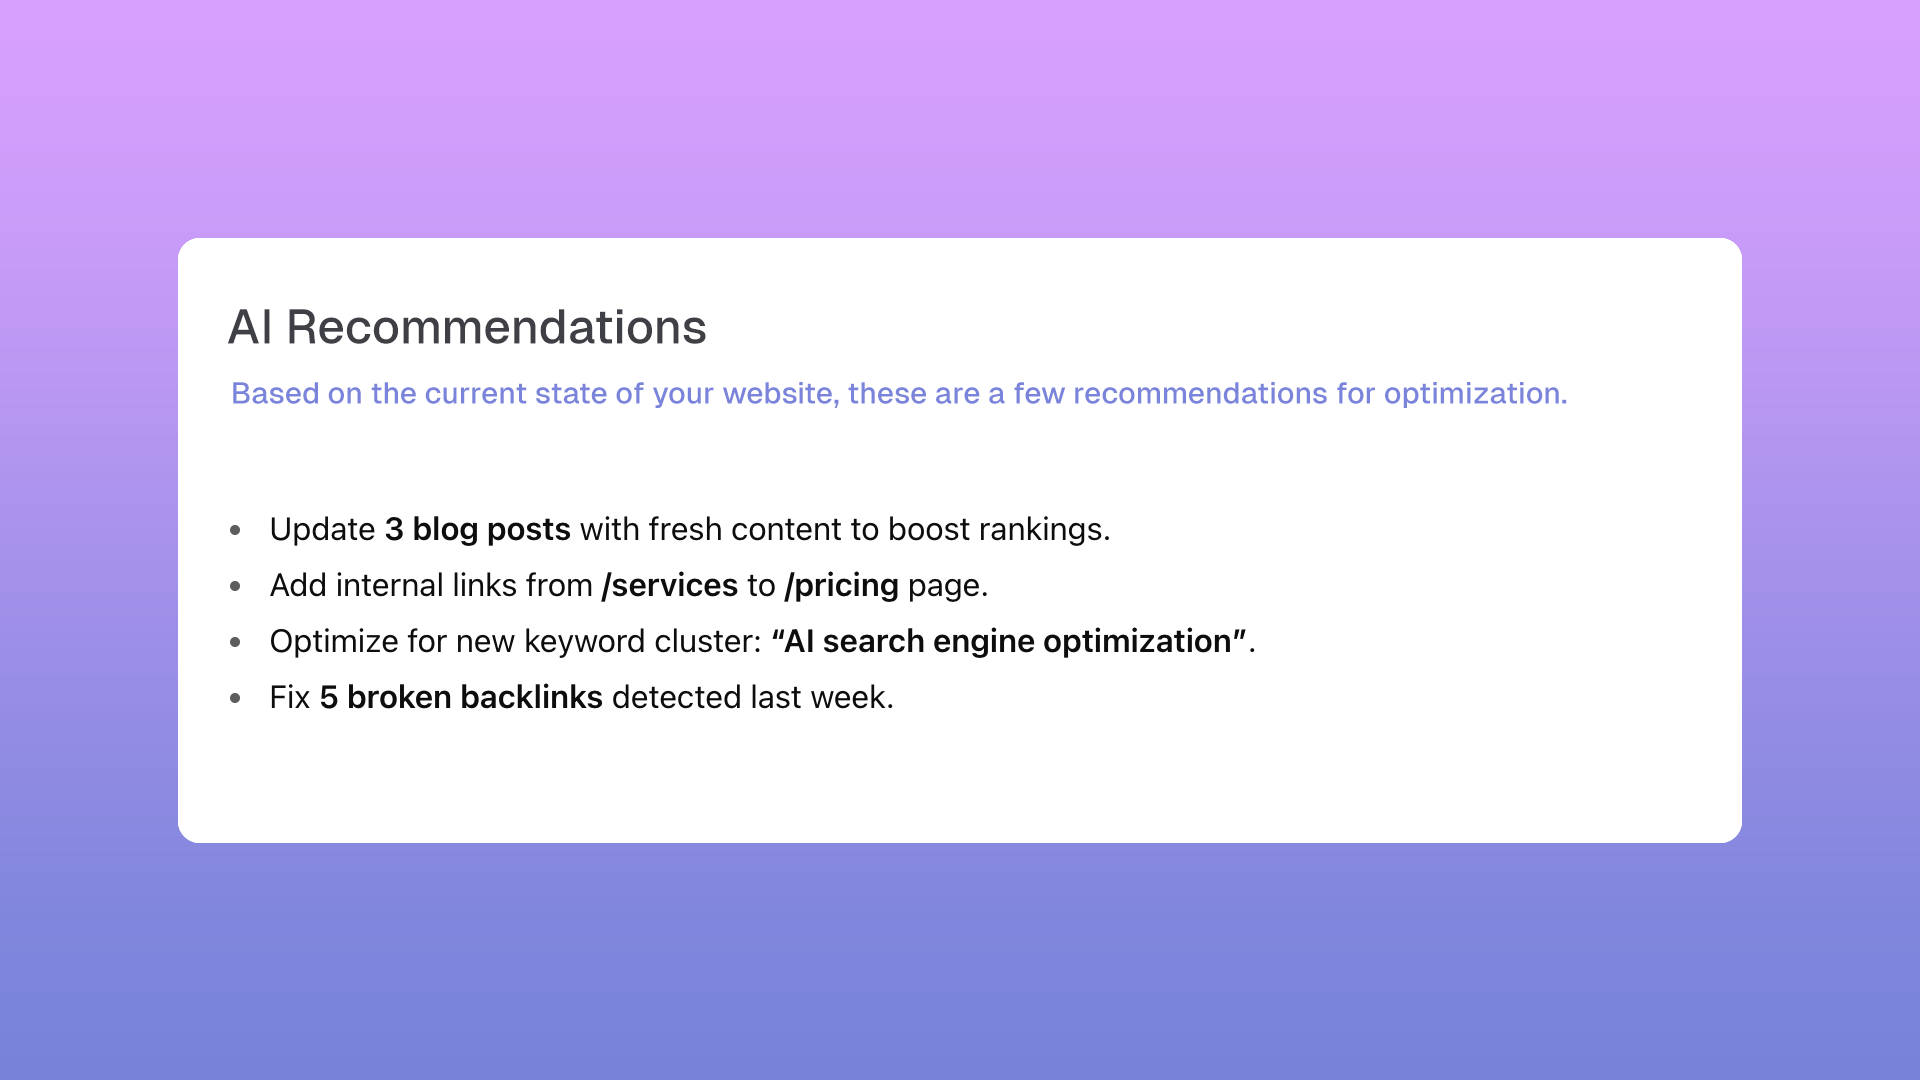 AI Recommendations
Based on the current state of your website, these are a few recommendations for optimization.
• Update 3 blog posts with fresh content to boost rankings.
• Add internal links from /services to /pricing page.
• Optimize for new keyword cluster: “AI search engine optimization”.
• Fix 5 broken backlinks detected last week.